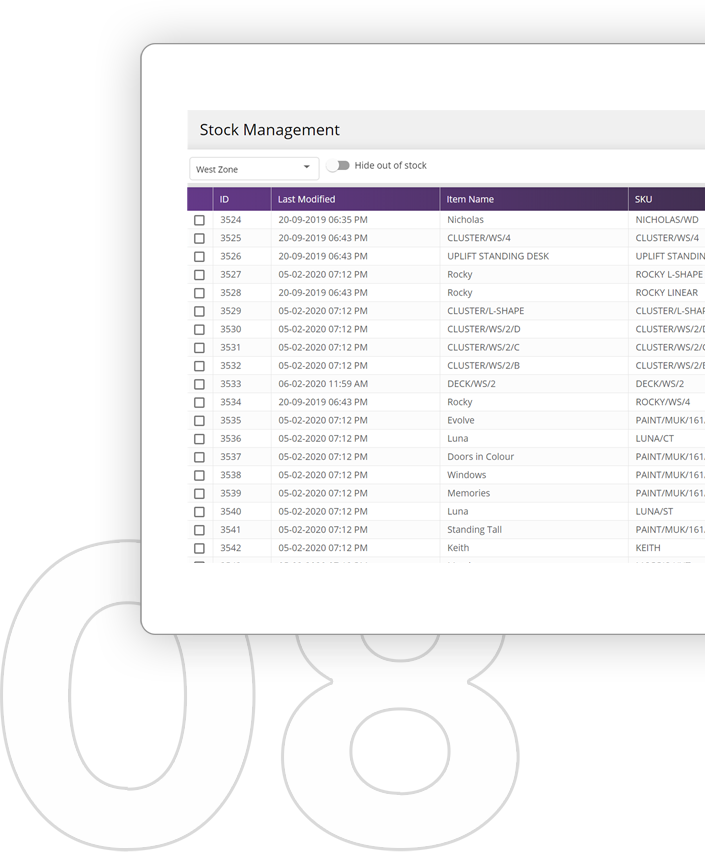 Stock Management
West Zone Hide out of stock
ID Last Modified Item Name SKU
3524 20-09-2019 06:35 PM Nicholas NICHOLAS/WD
3525 20-09-2019 06:43 PM CLUSTER/WS/4 CLUSTER/WS/4
3526 20-09-2019 06:43 PM UPLIFT STANDING DESK UPLIFT STANDIN
3527 05-02-2020 07:12 PM Rocky ROCKY L-SHAPE
3528 20-09-2019 06:43 PM Rocky ROCKY LINEAR
3529 05-02-2020 07:12 PM CLUSTER/L-SHAPE CLUSTER/L-SHAP
3530 05-02-2020 07:12 PM CLUSTER/WS/2/D CLUSTER/WS/2/D
3531 05-02-2020 07:12 PM CLUSTER/WS/2/C CLUSTER/WS/2/C
3532 05-02-2020 07:12 PM CLUSTER/WS/2/B CLUSTER/WS/2/B
3533 06-02-2020 11:59 AM DECK/WS/2 DECK/WS/2
3534 20-09-2019 06:43 PM Rocky ROCKY/WS/4
3535 05-02-2020 07:12 PM Evolve PAINT/MUK/161
3536 05-02-2020 07:12 PM Luna LUNA/CT
3537 05-02-2020 07:12 PM Doors in Colour PAINT/MUK/161
3538 05-02-2020 07:12 PM Windows PAINT/MUK/161
3539 05-02-2020 07:12 PM Memories PAINT/MUK/161
3540 05-02-2020 07:12 PM Luna LUNA/ST
3541 05-02-2020 07:12 PM Standing Tall PAINT/MUK/161
3542 05-02-2020 07:12 PM Keith KEITH
08